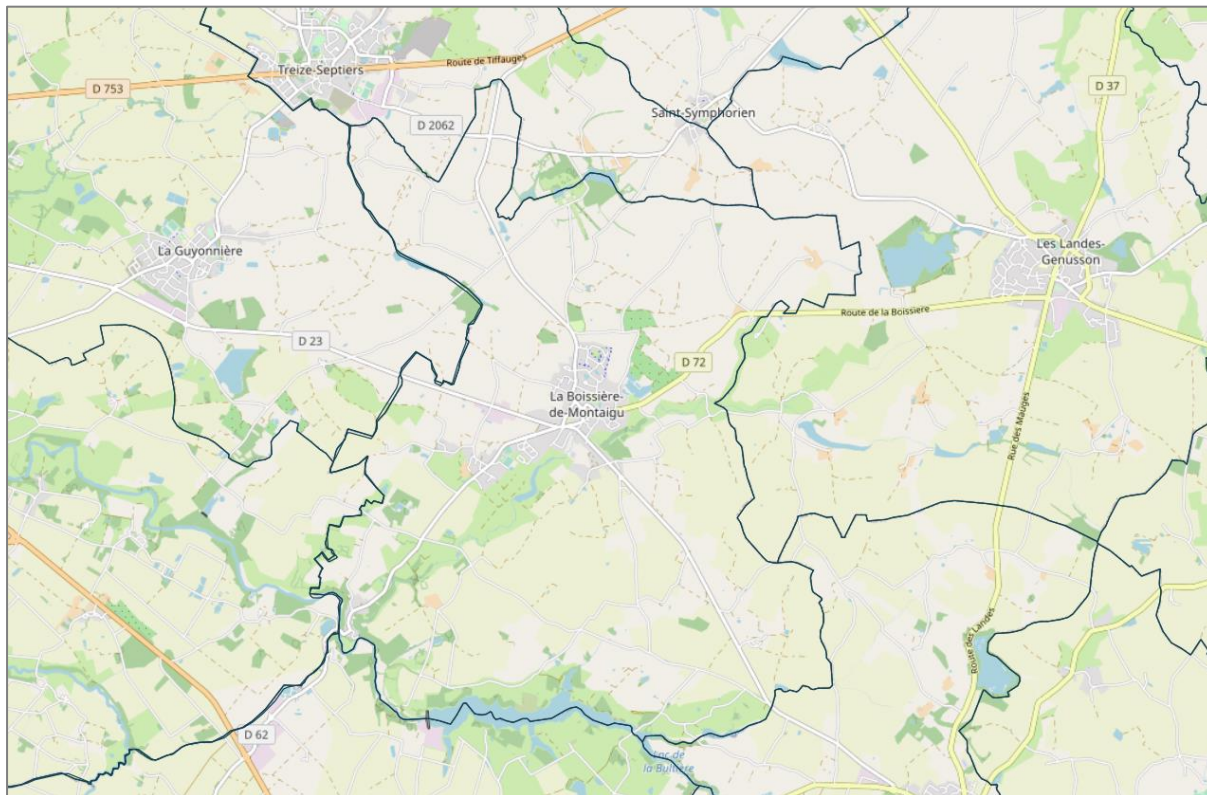 Treize-Septiers
Route de Tiffauges
D 753
D 37
Saint-Symphorien
D 2062
La Guyonnière
Les Landes-
Genusson
Route de la Boissière
D 23
D 72
La Boissière-
de-Montaigu
Rue des Mauges
Route des Landes
D 62
Lac de
la Bultière